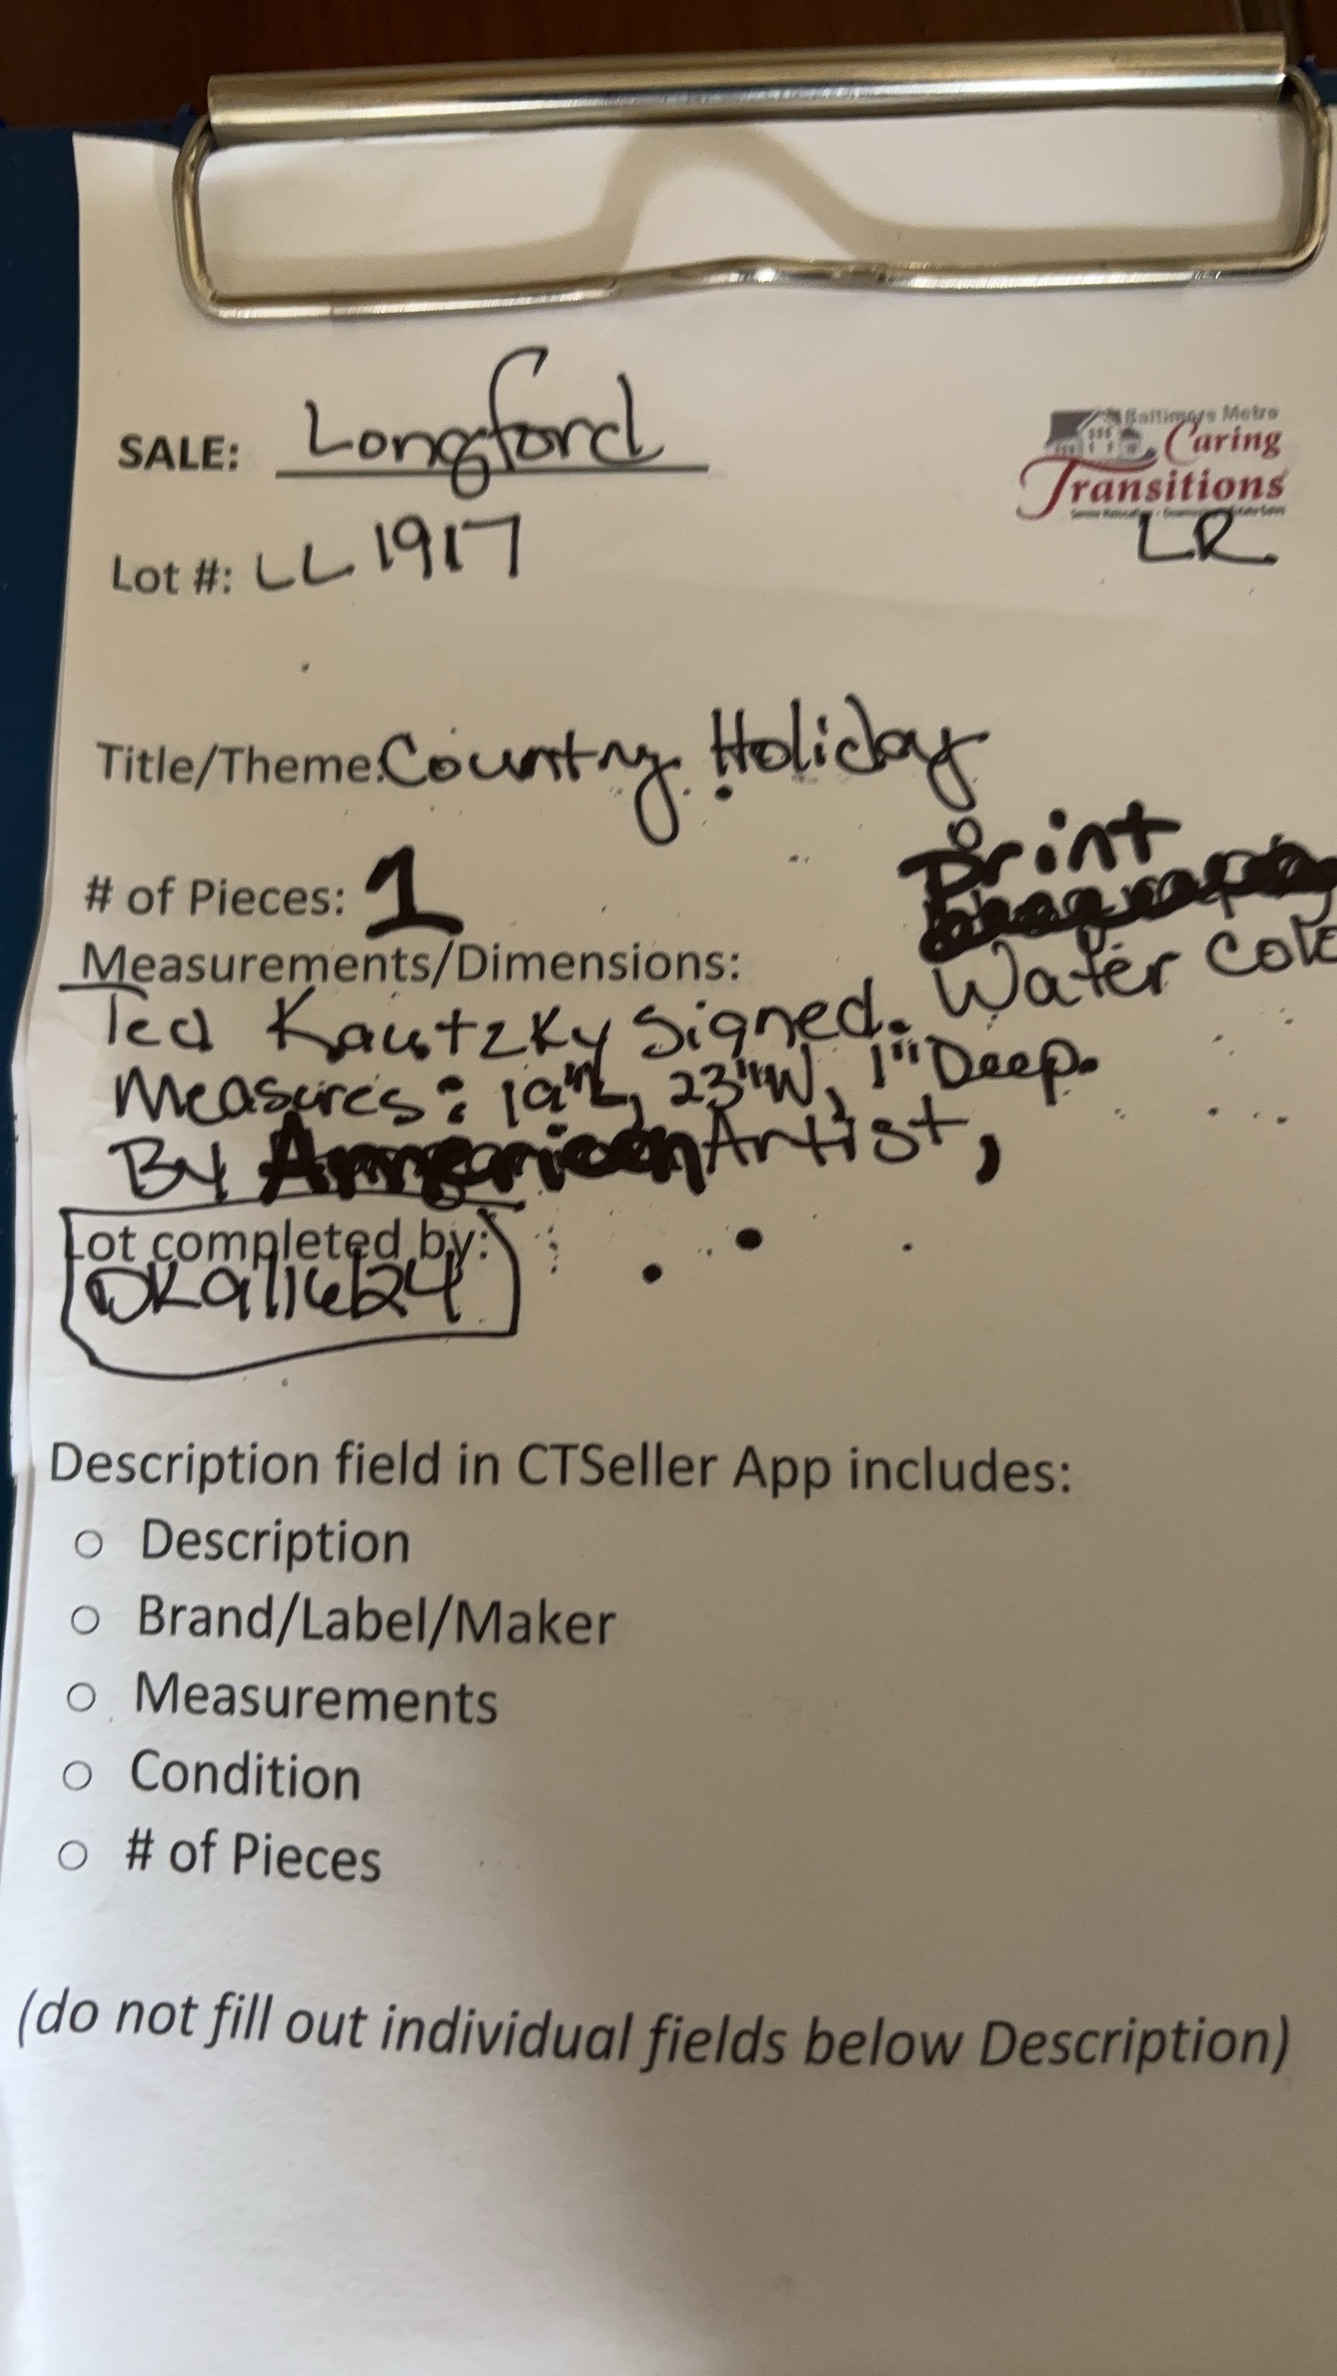 SALE: Longford
Baltimore Metro
Caring
Transitions
LR
Lot #: LL 1917
Title/Theme: Country Holiday
Print
# of Pieces: 1
Water Colo
Measurements/Dimensions:
Ted Kautzky Signed.
Measures: 19"L, 23"W, 1" Deep.
By American Artist,
Lot completed by:
DK 9/16/24
Description field in CTSeller App includes:
○ Description
○ Brand/Label/Maker
○ Measurements
○ Condition
○ # of Pieces
(do not fill out individual fields below Description)